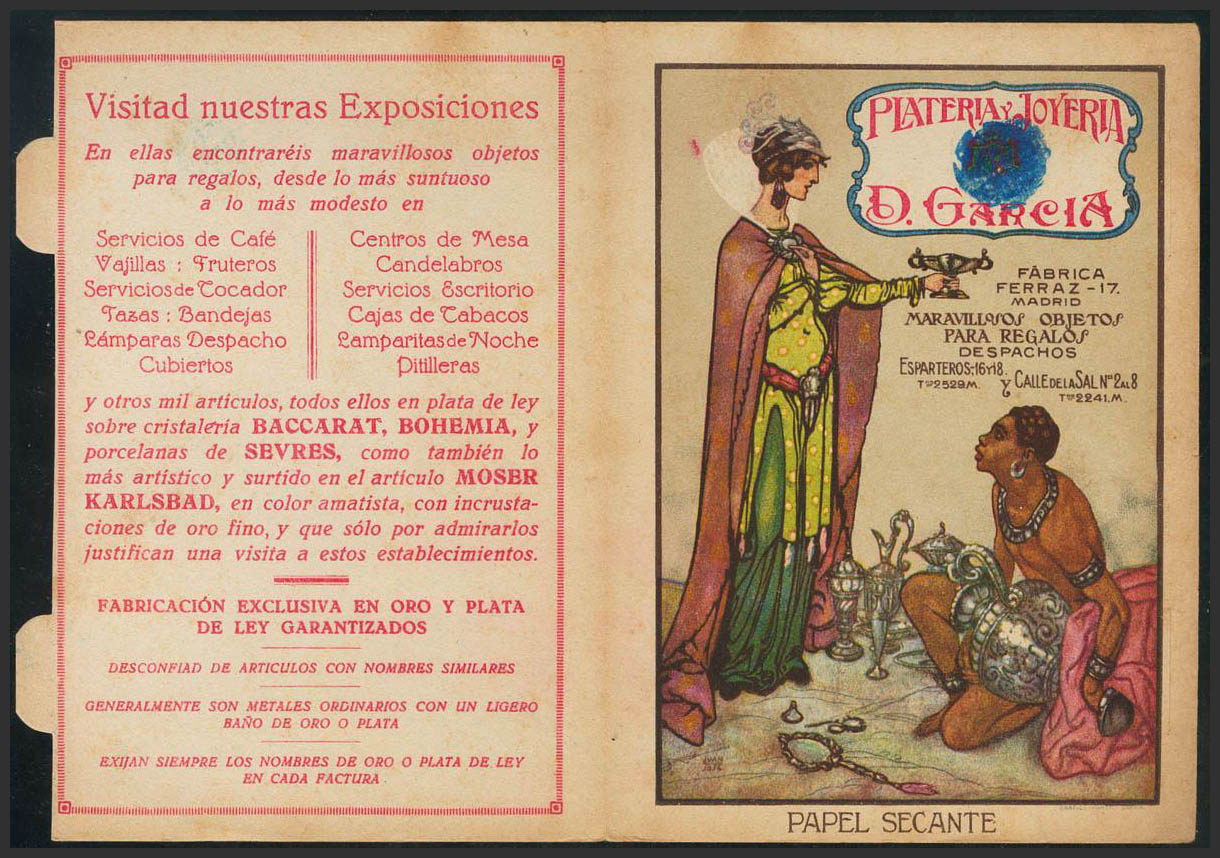 Visitad nuestras Exposiciones
En ellas encontraréis maravillosos objetos
para regalos, desde lo más suntuoso
a lo más modesto en
Servicios de Café
Vajillas : Fruteros
Servicios de Tocador
Tazas : Bandejas
Lámparas Despacho
Cubiertos
Centros de Mesa
Candelabros
Servicios Escritorio
Cajas de Tabacos
Lamparitas de Noche
Pitilleras
y otros mil artículos, todos ellos en plata de ley
sobre cristalería BACCARAT, BOHEMIA, y
porcelanas de SEVRES, como también lo
más artístico y surtido en el artículo MOSER
KARLSBAD, en color amatista, con incrusta-
ciones de oro fino, y que sólo por admirarlos
justifican una visita a estos establecimientos.
FABRICACIÓN EXCLUSIVA EN ORO Y PLATA
DE LEY GARANTIZADOS
DESCONFIAD DE ARTICULOS CON NOMBRES SIMILARES
GENERALMENTE SON METALES ORDINARIOS CON UN LIGERO
BAÑO DE ORO O PLATA
EXIJAN SIEMPRE LOS NOMBRES DE ORO O PLATA DE LEY
EN CADA FACTURA
PLATERIA Y JOYERIA
D. GARCIA
FÁBRICA
FERRAZ - 17.
MADRID
MARAVILLOSOS OBJETOS
PARA REGALOS
DESPACHOS
ESPARTEROS-16 Y 18.
Tno 2529 M.
y CALLE DE LA SAL Nos 2 AL 8
Tno 2241. M.
PAPEL SECANTE